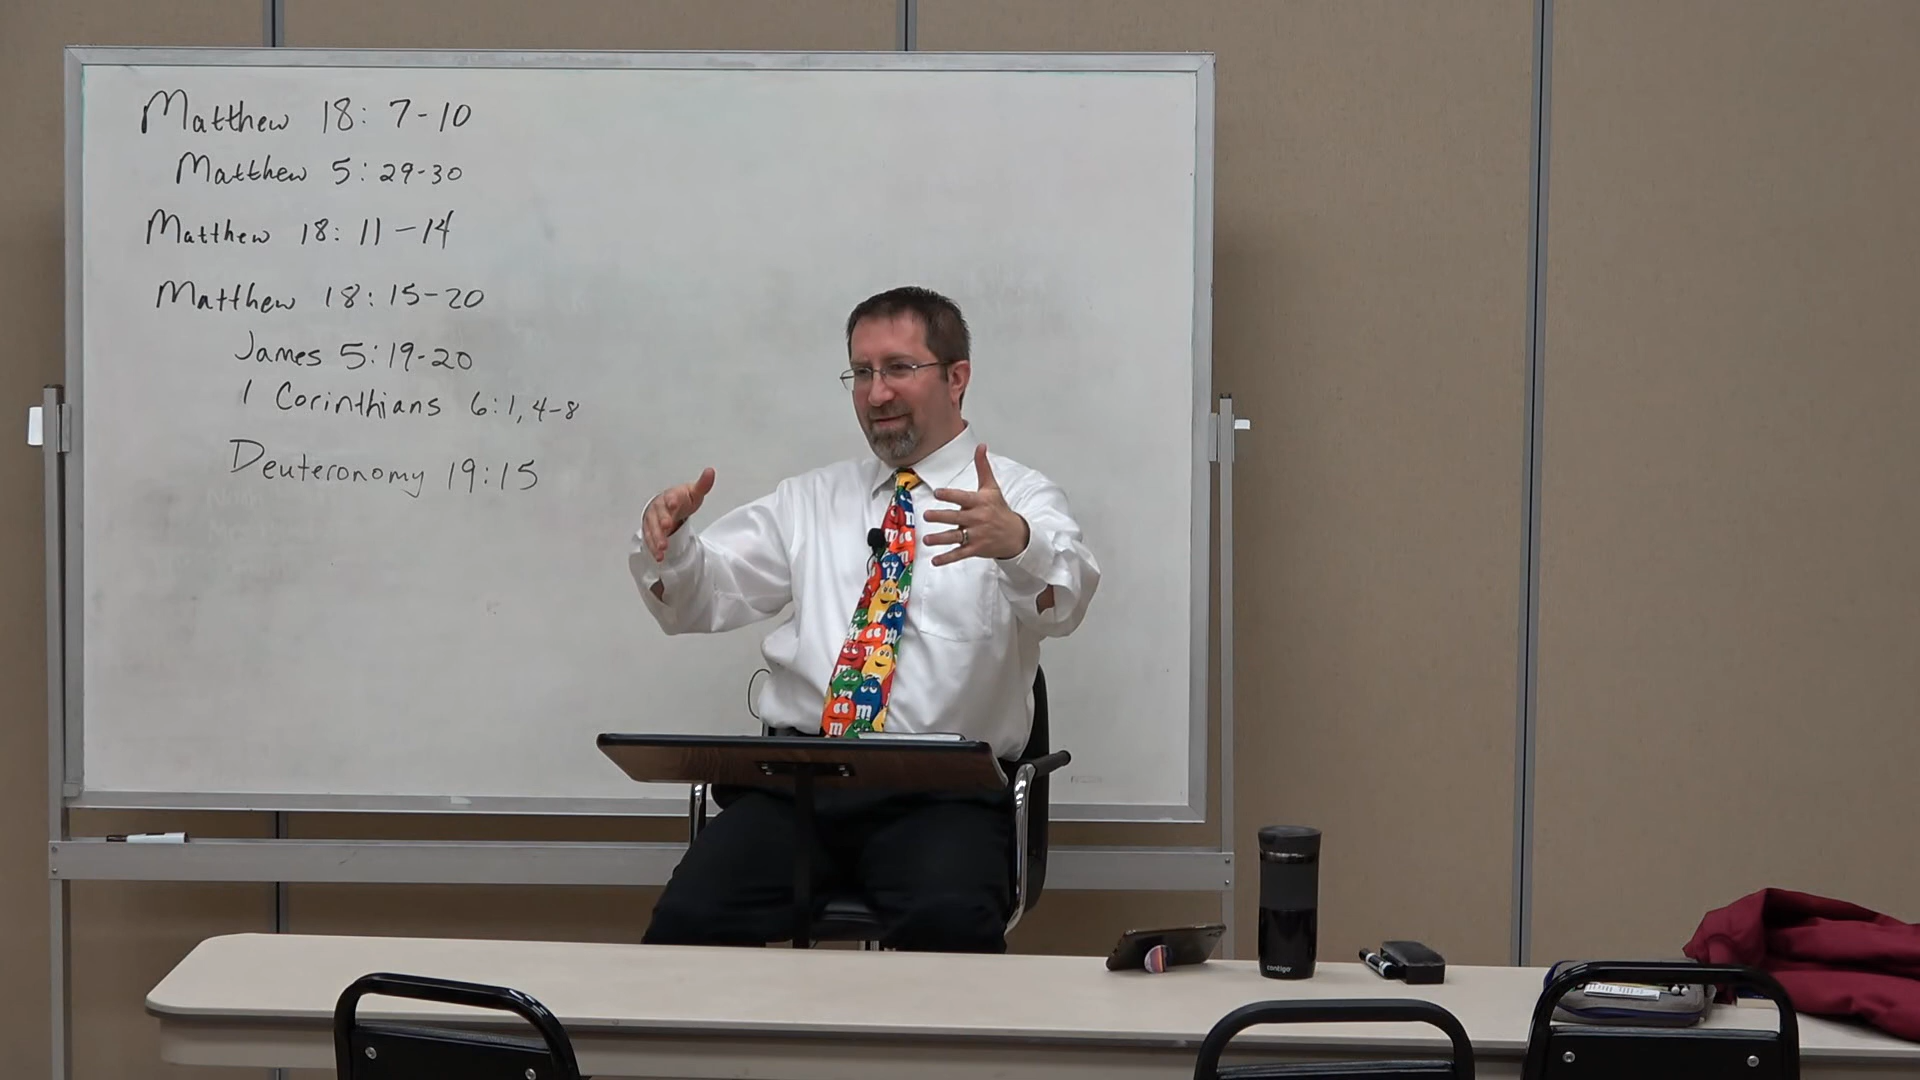 Matthew 18: 7-10
Matthew 5:29-30
Matthew 18: 11-14
Matthew 18:15-20
James 5:19-20
1 Corinthians 6:1, 4-8
Deuteronomy 19:15
contigo